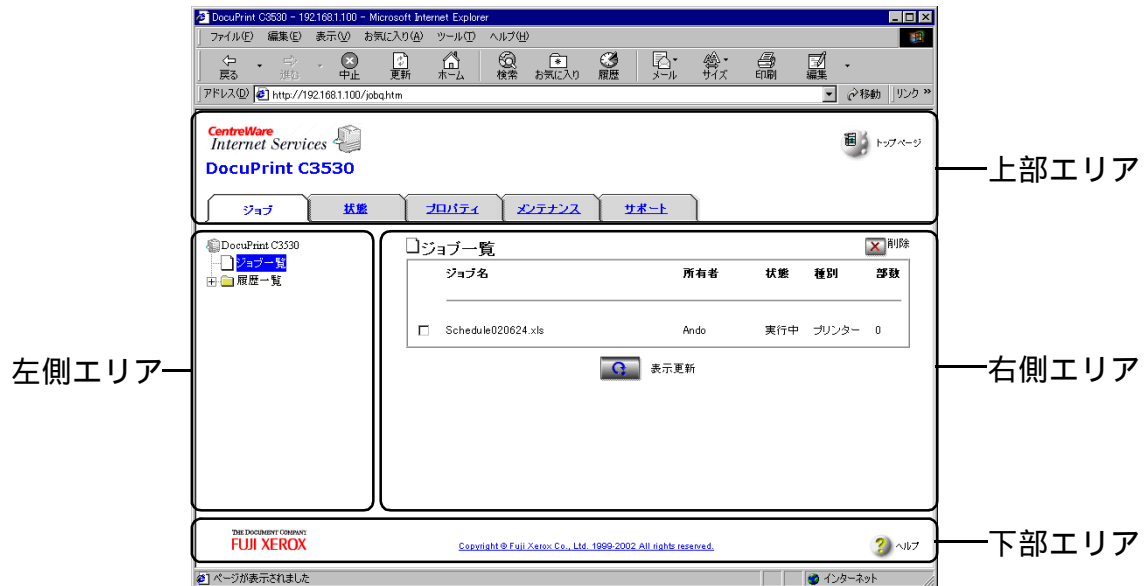 DocuPrint C3530 - 192.168.1.100 - Microsoft Internet Explorer
ファイル(F) 編集(E) 表示(V) お気に入り(A) ツール(T) ヘルプ(H)
戻る 進む 中止 更新 ホーム 検索 お気に入り 履歴 メール サイズ 印刷 編集
アドレス(D) http://192.168.1.100/jobq.htm 移動 リンク »
CentreWare
Internet Services
トップページ
DocuPrint C3530
上部エリア
ジョブ 状態 プロパティ メンテナンス サポート
DocuPrint C3530
ジョブ一覧
履歴一覧
ジョブ一覧 削除
ジョブ名 所有者 状態 種別 部数
Schedule020624.xls Ando 実行中 プリンター 0
表示更新
左側エリア
右側エリア
THE DOCUMENT COMPANY
FUJI XEROX
Copyright © Fuji Xerox Co., Ltd. 1999-2002 All rights reserved.
ヘルプ
下部エリア
ページが表示されました インターネット